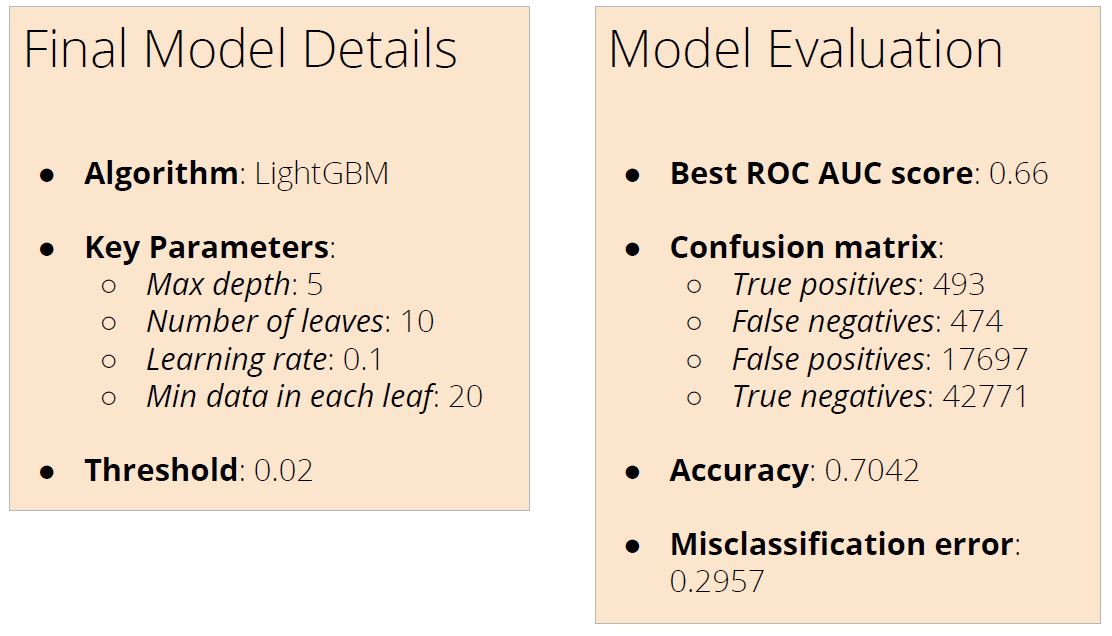 Final Model Details
● Algorithm: LightGBM
● Key Parameters:
○ Max depth: 5
○ Number of leaves: 10
○ Learning rate: 0.1
○ Min data in each leaf: 20
● Threshold: 0.02
Model Evaluation
● Best ROC AUC score: 0.66
● Confusion matrix:
○ True positives: 493
○ False negatives: 474
○ False positives: 17697
○ True negatives: 42771
● Accuracy: 0.7042
● Misclassification error:
0.2957